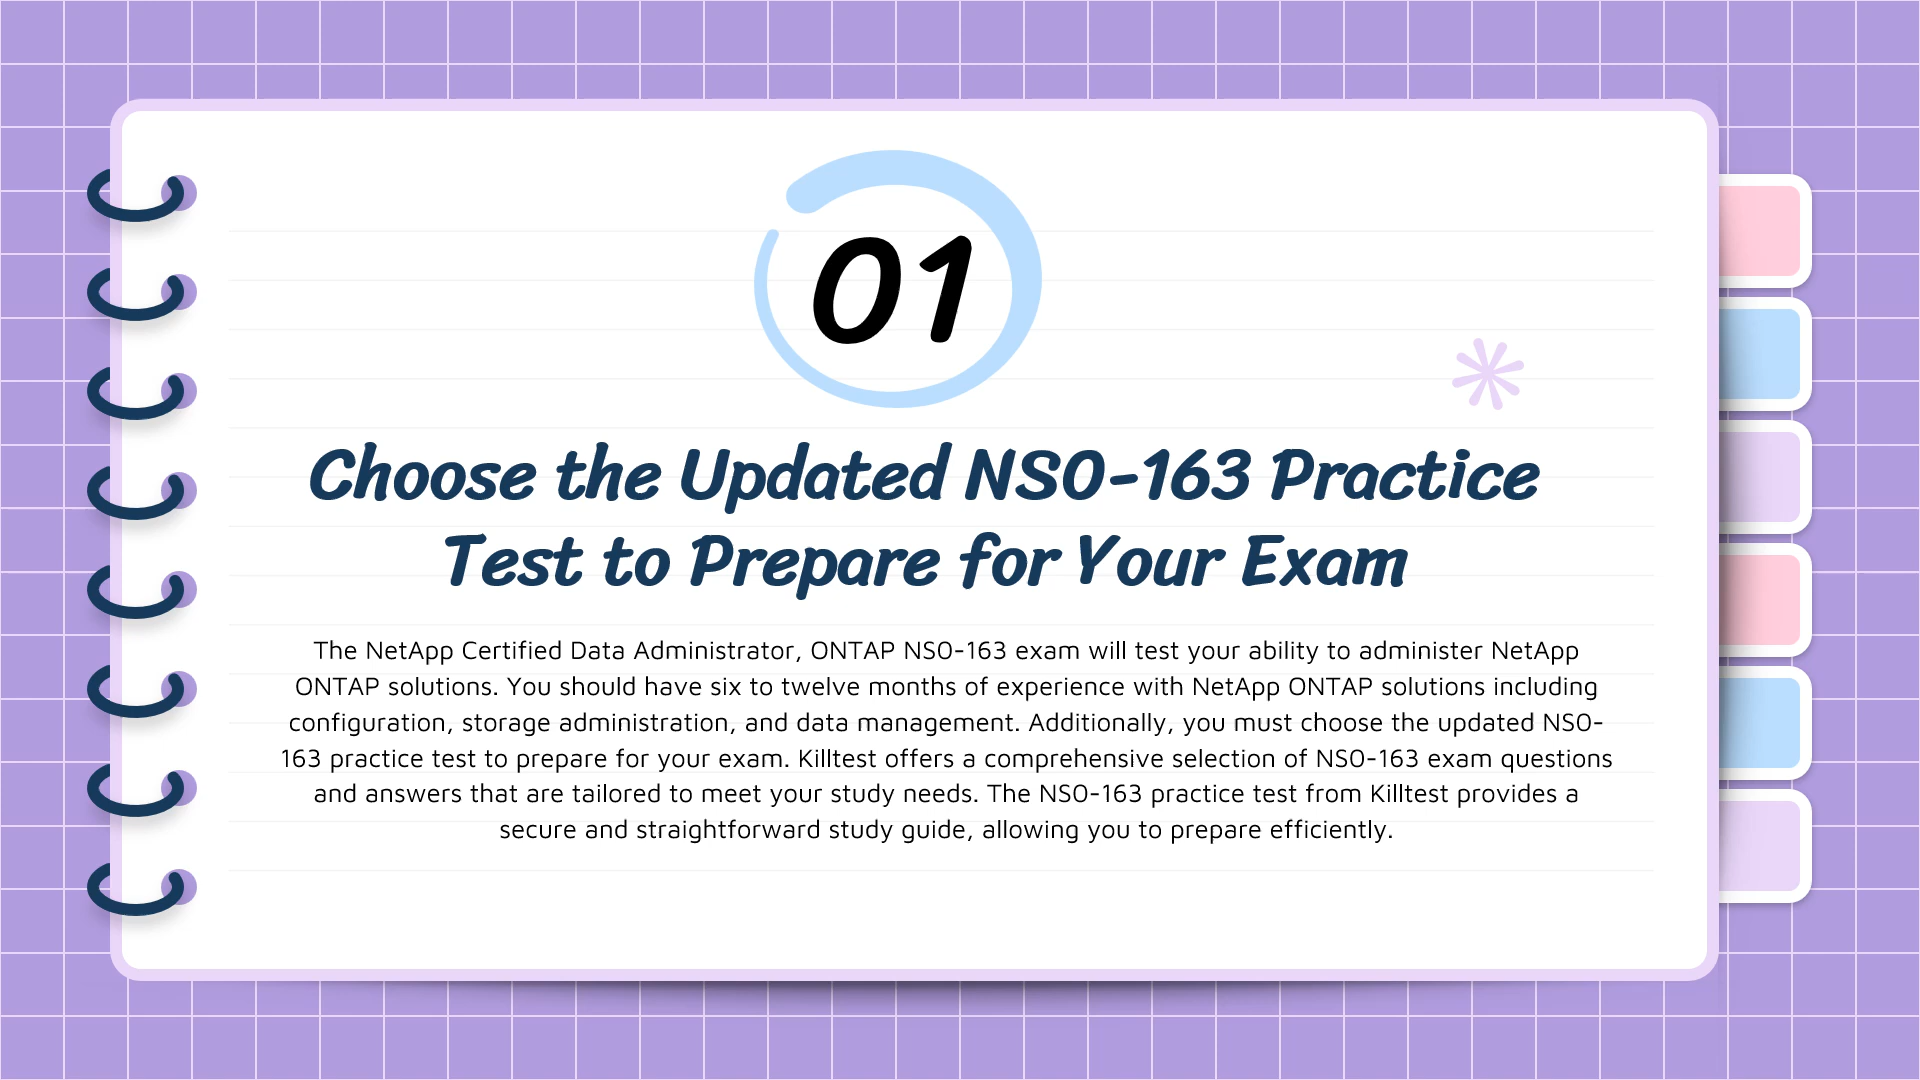 01
Choose the Updated NS0-163 Practice
Test to Prepare for Your Exam
The NetApp Certified Data Administrator, ONTAP NS0-163 exam will test your ability to administer NetApp
ONTAP solutions. You should have six to twelve months of experience with NetApp ONTAP solutions including
configuration, storage administration, and data management. Additionally, you must choose the updated NS0-
163 practice test to prepare for your exam. Killtest offers a comprehensive selection of NS0-163 exam questions
and answers that are tailored to meet your study needs. The NS0-163 practice test from Killtest provides a
secure and straightforward study guide, allowing you to prepare efficiently.